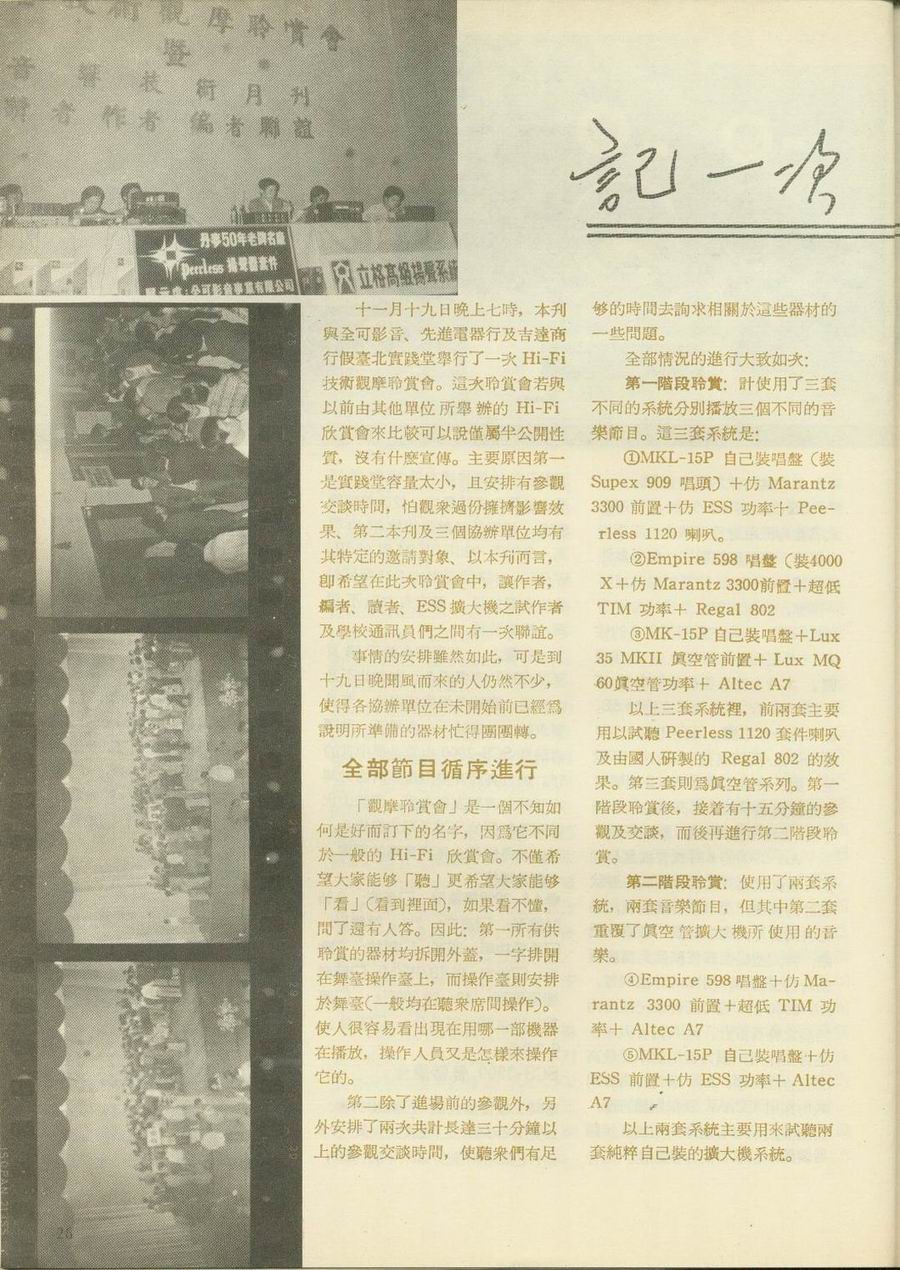 技術觀摩聆賞會
暨
音響技術月刊
者作者編者聯誼
丹麥50年老牌名廠
Peerless 揚聲器套件
全可影音事業有限公司
立格高級揚聲系統
記一次
十一月十九日晚上七時，本刊
與全可影音、先進電器行及吉達商
行假臺北實踐堂舉行了一次 Hi-Fi
技術觀摩聆賞會。這次聆賞會若與
以前由其他單位所舉辦的 Hi-Fi
欣賞會來比較可以說僅屬半公開性
質，沒有什麼宣傳。主要原因第一
是實踐堂容量太小，且安排有參觀
交談時間，怕觀衆過份擁擠影響效
果、第二本刋及三個協辦單位均有
其特定的邀請對象、以本刋而言，
卽希望在此次聆賞會中，讓作者，
編者、讀者、ESS擴大機之試作者
及學校通訊員們之間有一次聯誼。
事情的安排雖然如此，可是到
十九日晚聞風而來的人仍然不少，
使得各協辦單位在未開始前已經爲
說明所準備的器材忙得團團轉。
全部節目循序進行
「觀摩聆賞會」是一個不知如
何是好而訂下的名字，因爲它不同
於一般的 Hi-Fi 欣賞會。不僅希
望大家能够「聽」更希望大家能够
「看」（看到裡面），如果看不懂，
問了還有人答。因此：第一所有供
聆賞的器材均拆開外蓋，一字排開
在舞臺操作臺上，而操作臺則安排
於舞臺（一般均在聽衆席間操作）。
使人很容易看出現在用哪一部機器
在播放，操作人員又是怎樣來操作
它的。
第二除了進場前的參觀外，另
外安排了兩次共計長達三十分鐘以
上的參觀交談時間，使聽衆們有足
够的時間去詢求相關於這些器材的
一些問題。
全部情況的進行大致如次：
第一階段聆賞：計使用了三套
不同的系統分別播放三個不同的音
樂節目。這三套系統是：
①MKL-15P 自己裝唱盤（裝
Supex 909 唱頭）＋仿 Marantz
3300 前置＋仿 ESS 功率＋ Pee-
rless 1120 喇叭。
②Empire 598 唱盤（裝4000
X＋仿 Marantz 3300前置＋超低
TIM 功率＋ Regal 802
③MK-15P 自己裝唱盤＋Lux
35 MKII 眞空管前置＋ Lux MQ
60眞空管功率＋ Altec A7
以上三套系統裡，前兩套主要
用以試聽 Peerless 1120 套件喇叭
及由國人硏製的 Regal 802 的效
果。第三套則爲眞空管系列。第一
階段聆賞後，接着有十五分鐘的參
觀及交談，而後再進行第二階段聆
賞。
第二階段聆賞：使用了兩套系
統，兩套音樂節目，但其中第二套
重覆了眞空管擴大機所使用的音
樂。
④Empire 598 唱盤＋仿 Ma-
rantz 3300 前置＋超低 TIM 功
率＋ Altec A7
⑤MKL-15P 自己裝唱盤＋仿
ESS 前置＋仿 ESS 功率＋ Altec
A7
以上兩套系統主要用來試聽兩
套純粹自己裝的擴大機系統。
26